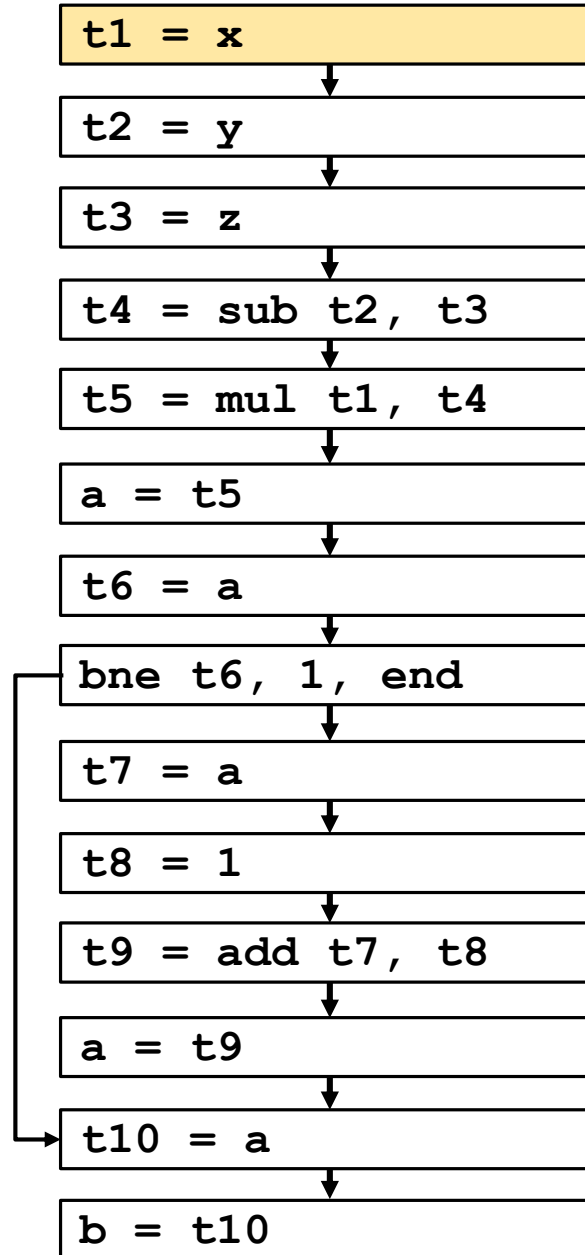 t1 = x
t2 = y
t3 = z
t4 = sub t2, t3
t5 = mul t1, t4
a = t5
t6 = a
bne t6, 1, end
t7 = a
t8 = 1
t9 = add t7, t8
a = t9
t10 = a
b = t10